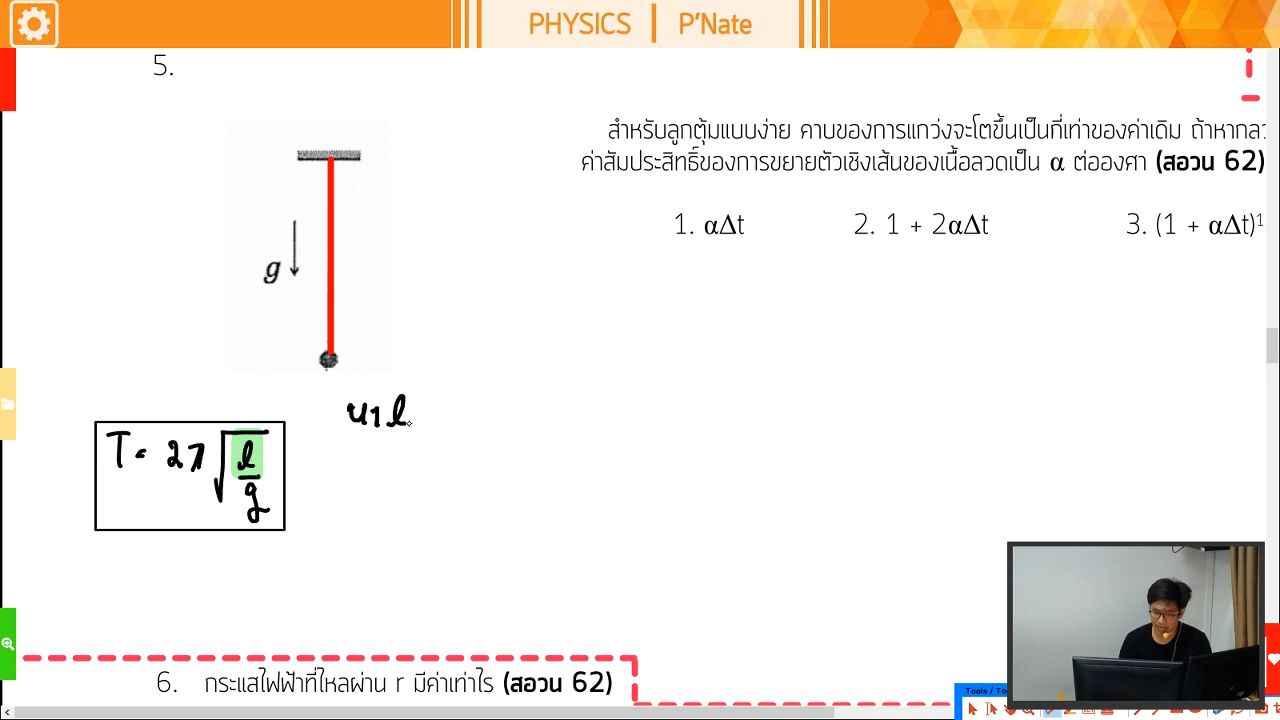 PHYSICS | P'Nate
5.
สำหรับลูกตุ้มแบบง่าย คาบของการแกว่งจะโตขึ้นเป็นกี่เท่าของค่าเดิม ถ้าหาก
ค่าสัมประสิทธิ์ของการขยายตัวเชิงเส้นของเนื้อลวดเป็น α ต่อองศา (สอวน 62)
1. αΔt 2. 1 + 2αΔt 3. (1 + αΔt)¹
g
หา l
T = 2π √(l/g)
6. กระแสไฟฟ้าที่ไหลผ่าน r มีค่าเท่าไร (สอวน 62)